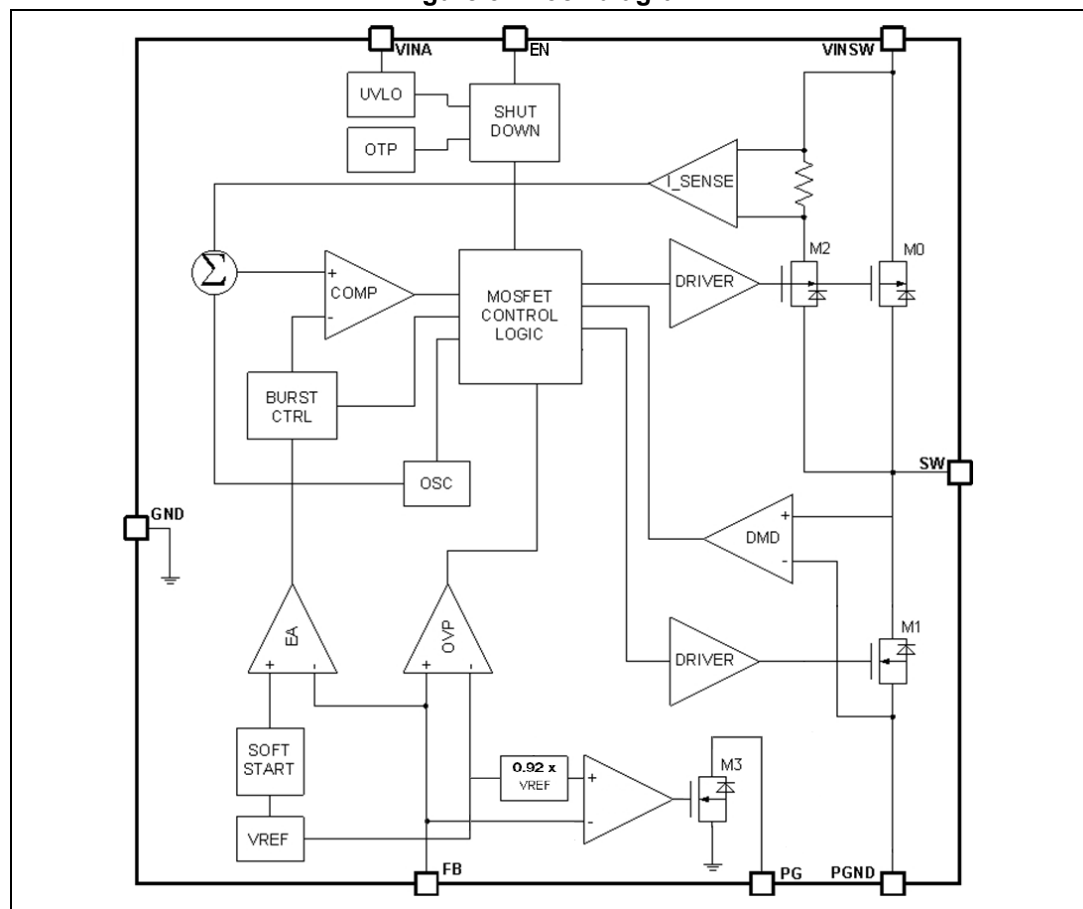 VINA
EN
VINSW
UVLO
SHUT
DOWN
OTP
I_SENSE
M2
M0
Σ
+
COMP
-
MOSFET
CONTROL
LOGIC
DRIVER
BURST
CTRL
OSC
SW
GND
+
DMD
-
EA
+ -
OVP
+ -
DRIVER
M1
SOFT
START
VREF
0.92 x
VREF
+
-
M3
FB
PG
PGND